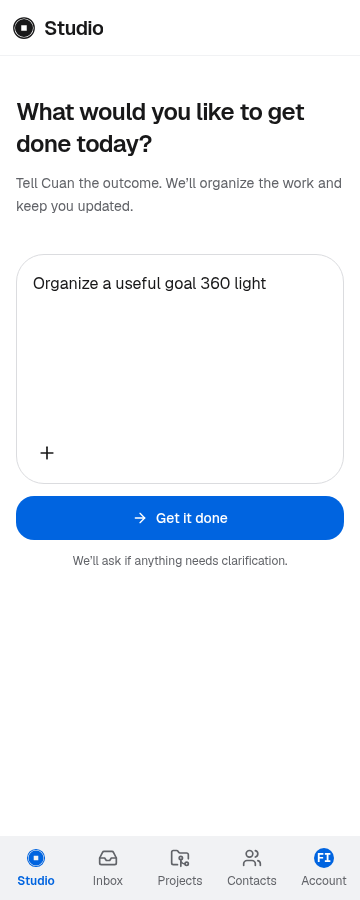 Studio
What would you like to get
done today?
Tell Cuan the outcome. We'll organize the work and
keep you updated.
Organize a useful goal 360 light
Get it done
We'll ask if anything needs clarification.
FI
Studio
Inbox
Projects
Contacts
Account